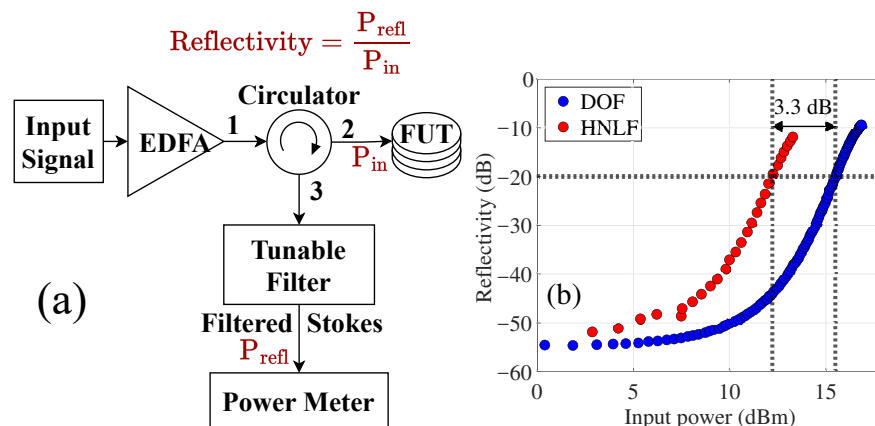 Reflectivity = P_refl / P_in
Input
Signal
EDFA
1
Circulator
2
P_in
FUT
3
Tunable
Filter
Filtered Stokes
P_refl
Power Meter
(a)
0
−10
−20
−30
−40
−50
−60
Reflectivity (dB)
DOF
HNLF
3.3 dB
(b)
0
5
10
15
Input power (dBm)